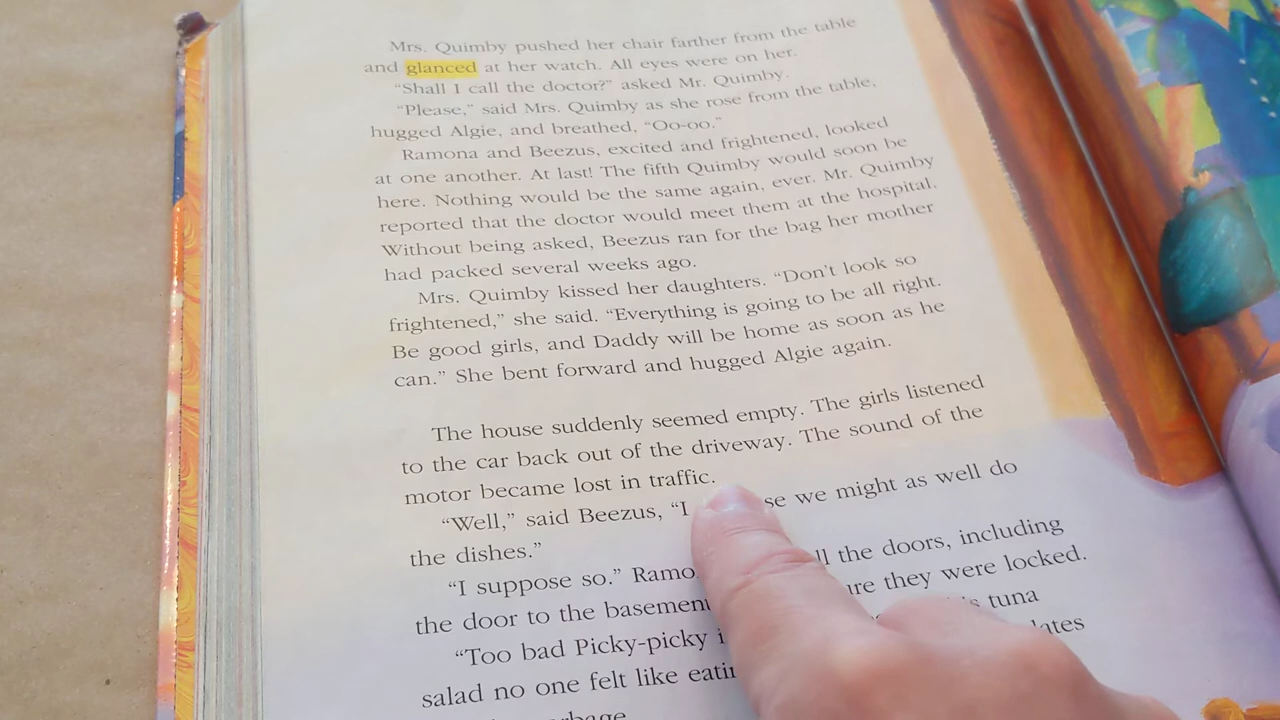 Mrs. Quimby pushed her chair farther from the table
and glanced at her watch. All eyes were on her.
“Shall I call the doctor?” asked Mr. Quimby.
“Please,” said Mrs. Quimby as she rose from the table,
hugged Algie, and breathed, “Oo-oo.”
Ramona and Beezus, excited and frightened, looked
at one another. At last! The fifth Quimby would soon be
here. Nothing would be the same again, ever. Mr. Quimby
reported that the doctor would meet them at the hospital.
Without being asked, Beezus ran for the bag her mother
had packed several weeks ago.
Mrs. Quimby kissed her daughters. “Don't look so
frightened,” she said. “Everything is going to be all right.
Be good girls, and Daddy will be home as soon as he
can.” She bent forward and hugged Algie again.
The house suddenly seemed empty. The girls listened
to the car back out of the driveway. The sound of the
motor became lost in traffic.
“Well,” said Beezus, “I we might as well do
the dishes.”
“I suppose so.” the doors, including
the door to the basement they were locked.
“Too bad Picky-picky tuna
salad no one felt like